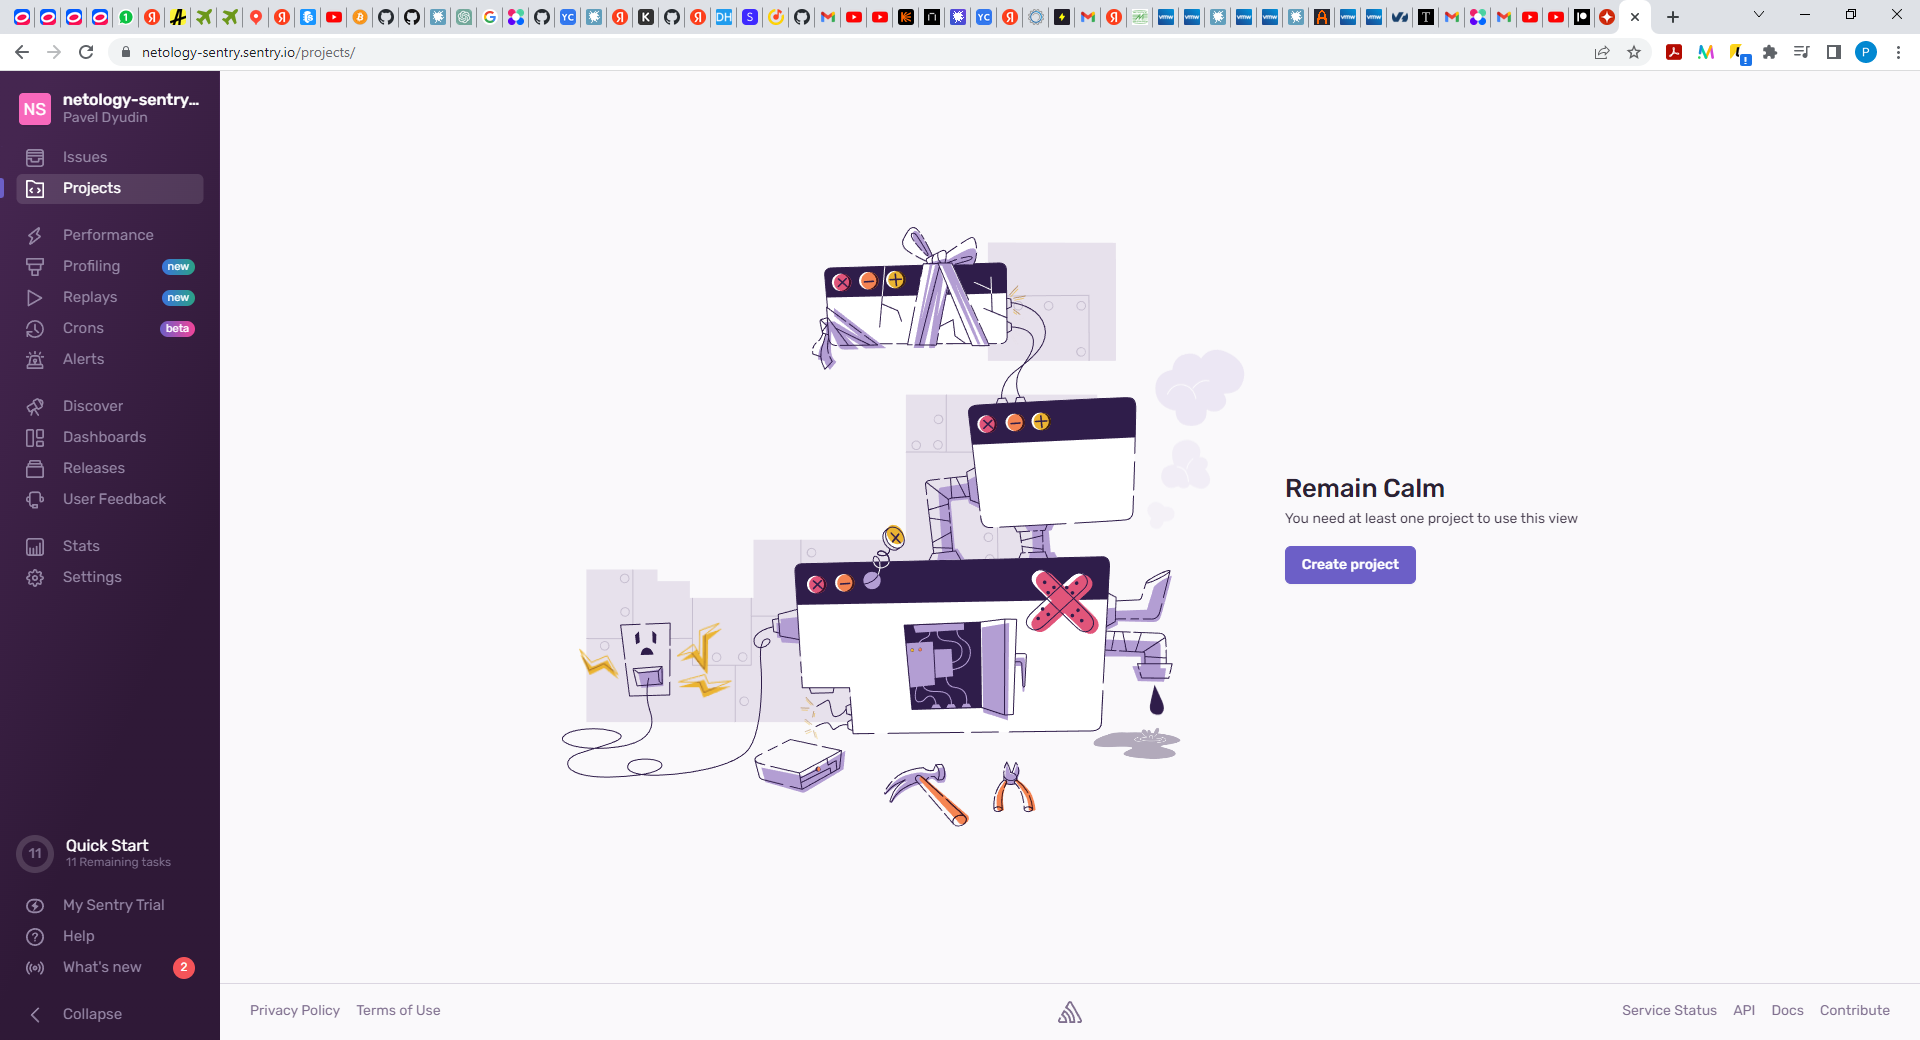 netology-sentry.sentry.io/projects/
P
NS
netology-sentry...
Pavel Dyudin
Issues
Projects
Performance
Profiling new
Replays new
Crons beta
Alerts
Discover
Dashboards
Releases
User Feedback
Stats
Settings
Remain Calm
You need at least one project to use this view
Create project
11
Quick Start
11 Remaining tasks
My Sentry Trial
Help
What's new 2
Collapse
Privacy Policy Terms of Use
Service Status API Docs Contribute